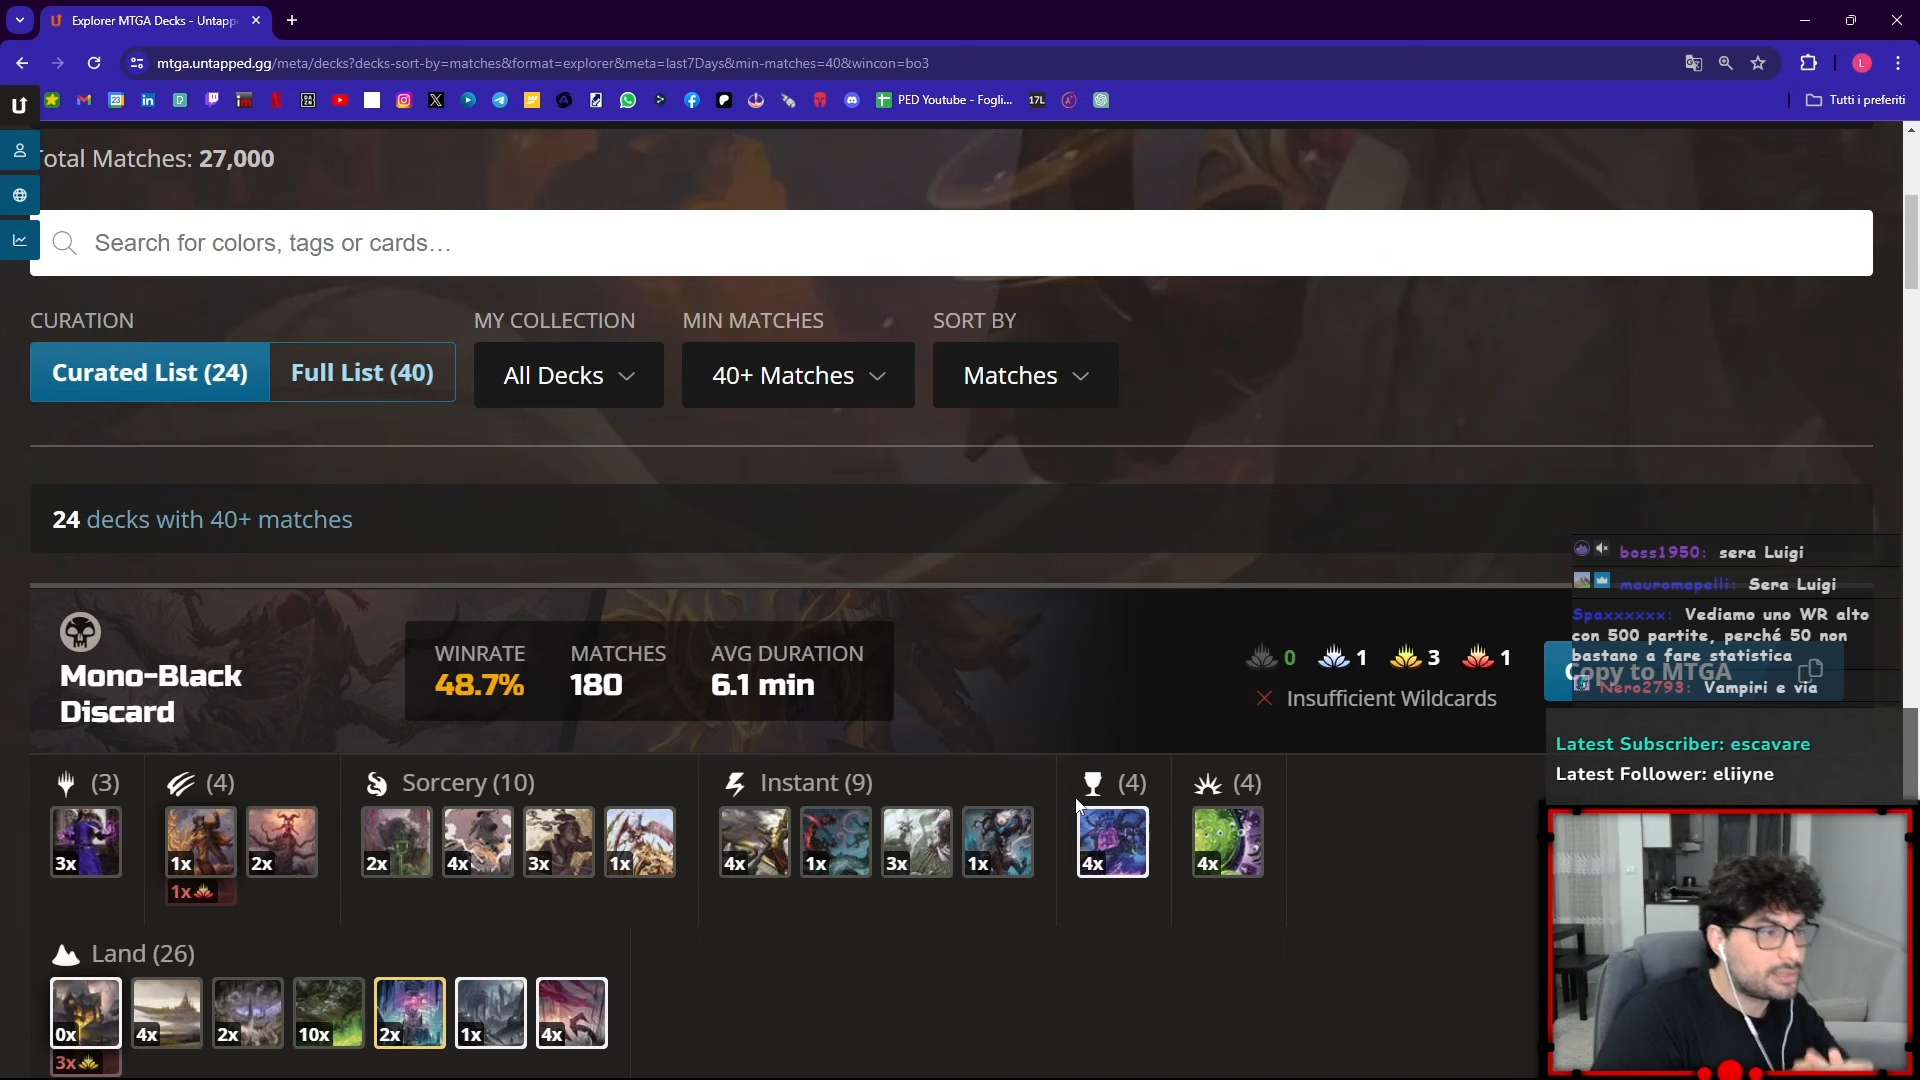 Explorer MTGA Decks - Untapp
mtga.untapped.gg/meta/decks?decks-sort-by=matches&format=explorer&meta=last7Days&min-matches=40&wincon=bo3
PED Youtube - Fogli...
17L
Tutti i preferiti
Total Matches: 27,000
Search for colors, tags or cards...
CURATION
MY COLLECTION
MIN MATCHES
SORT BY
Curated List (24)
Full List (40)
All Decks
40+ Matches
Matches
24 decks with 40+ matches
boss1950: sera Luigi
mauromapelli: Sera Luigi
Spaxxxxxx: Vediamo uno WR alto
con 500 partite, perché 50 non
bastano a fare statistica
Nero2793: Vampiri e via
Mono-Black
Discard
WINRATE
48.7%
MATCHES
180
AVG DURATION
6.1 min
0
1
3
1
Insufficient Wildcards
Copy to MTGA
Latest Subscriber: escavare
Latest Follower: eliiyne
(3)
(4)
Sorcery (10)
Instant (9)
(4)
(4)
3x
1x
2x
2x
4x
3x
1x
4x
1x
3x
1x
4x
4x
1x
Land (26)
0x
4x
2x
10x
2x
1x
4x
3x